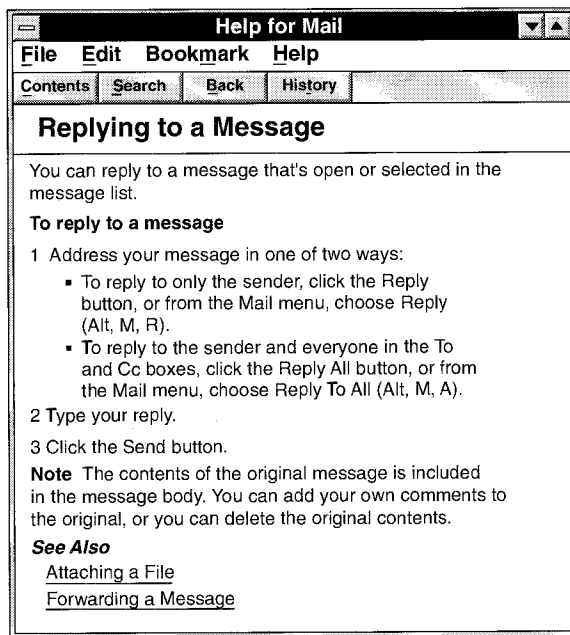 Help for Mail
File Edit Bookmark Help
Contents Search Back History
Replying to a Message
You can reply to a message that's open or selected in the
message list.
To reply to a message
1 Address your message in one of two ways:
▪ To reply to only the sender, click the Reply
button, or from the Mail menu, choose Reply
(Alt, M, R).
▪ To reply to the sender and everyone in the To
and Cc boxes, click the Reply All button, or from
the Mail menu, choose Reply To All (Alt, M, A).
2 Type your reply.
3 Click the Send button.
Note The contents of the original message is included
in the message body. You can add your own comments to
the original, or you can delete the original contents.
See Also
Attaching a File
Forwarding a Message